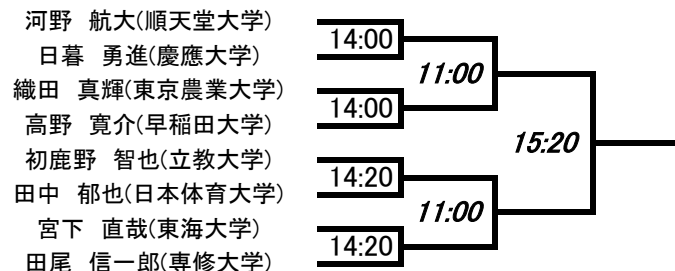 河野 航大(順天堂大学)
日暮 勇進(慶應大学)
織田 真輝(東京農業大学)
高野 寛介(早稲田大学)
初鹿野 智也(立教大学)
田中 郁也(日本体育大学)
宮下 直哉(東海大学)
田尾 信一郎(専修大学)
14:00
14:00
14:20
14:20
11:00
11:00
15:20